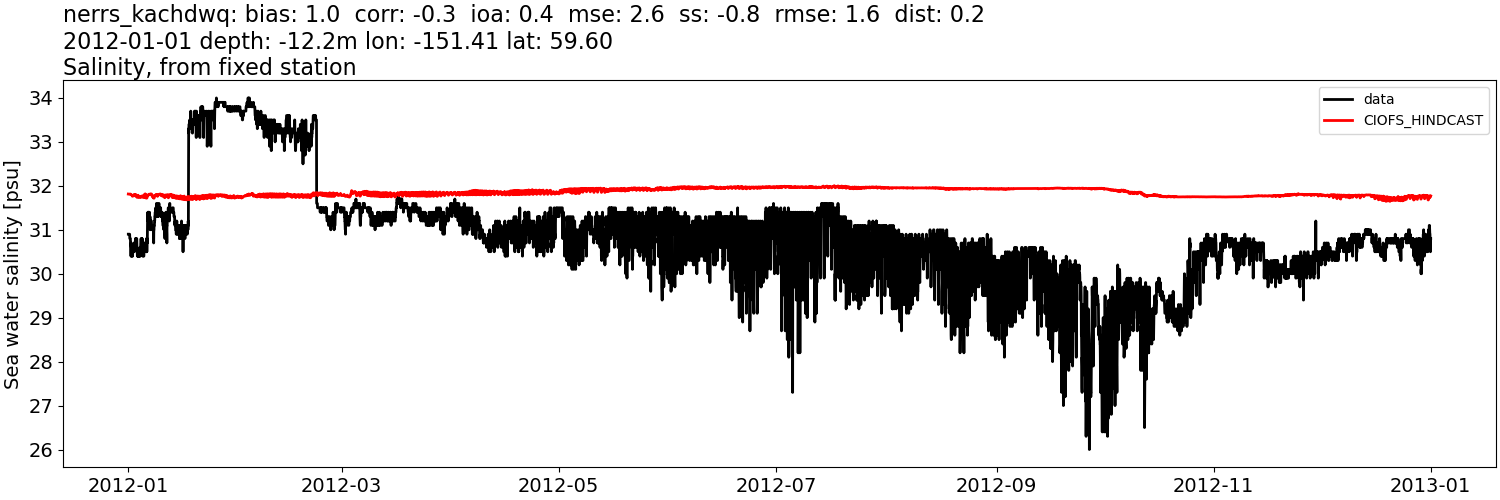 nerrs_kachdwq: bias: 1.0  corr: -0.3  ioa: 0.4  mse: 2.6  ss: -0.8  rmse: 1.6  dist: 0.2
2012-01-01 depth: -12.2m lon: -151.41 lat: 59.60
Salinity, from fixed station
34
33
32
31
30
29
28
27
26
Sea water salinity [psu]
data
CIOFS_HINDCAST
2012-01
2012-03
2012-05
2012-07
2012-09
2012-11
2013-01